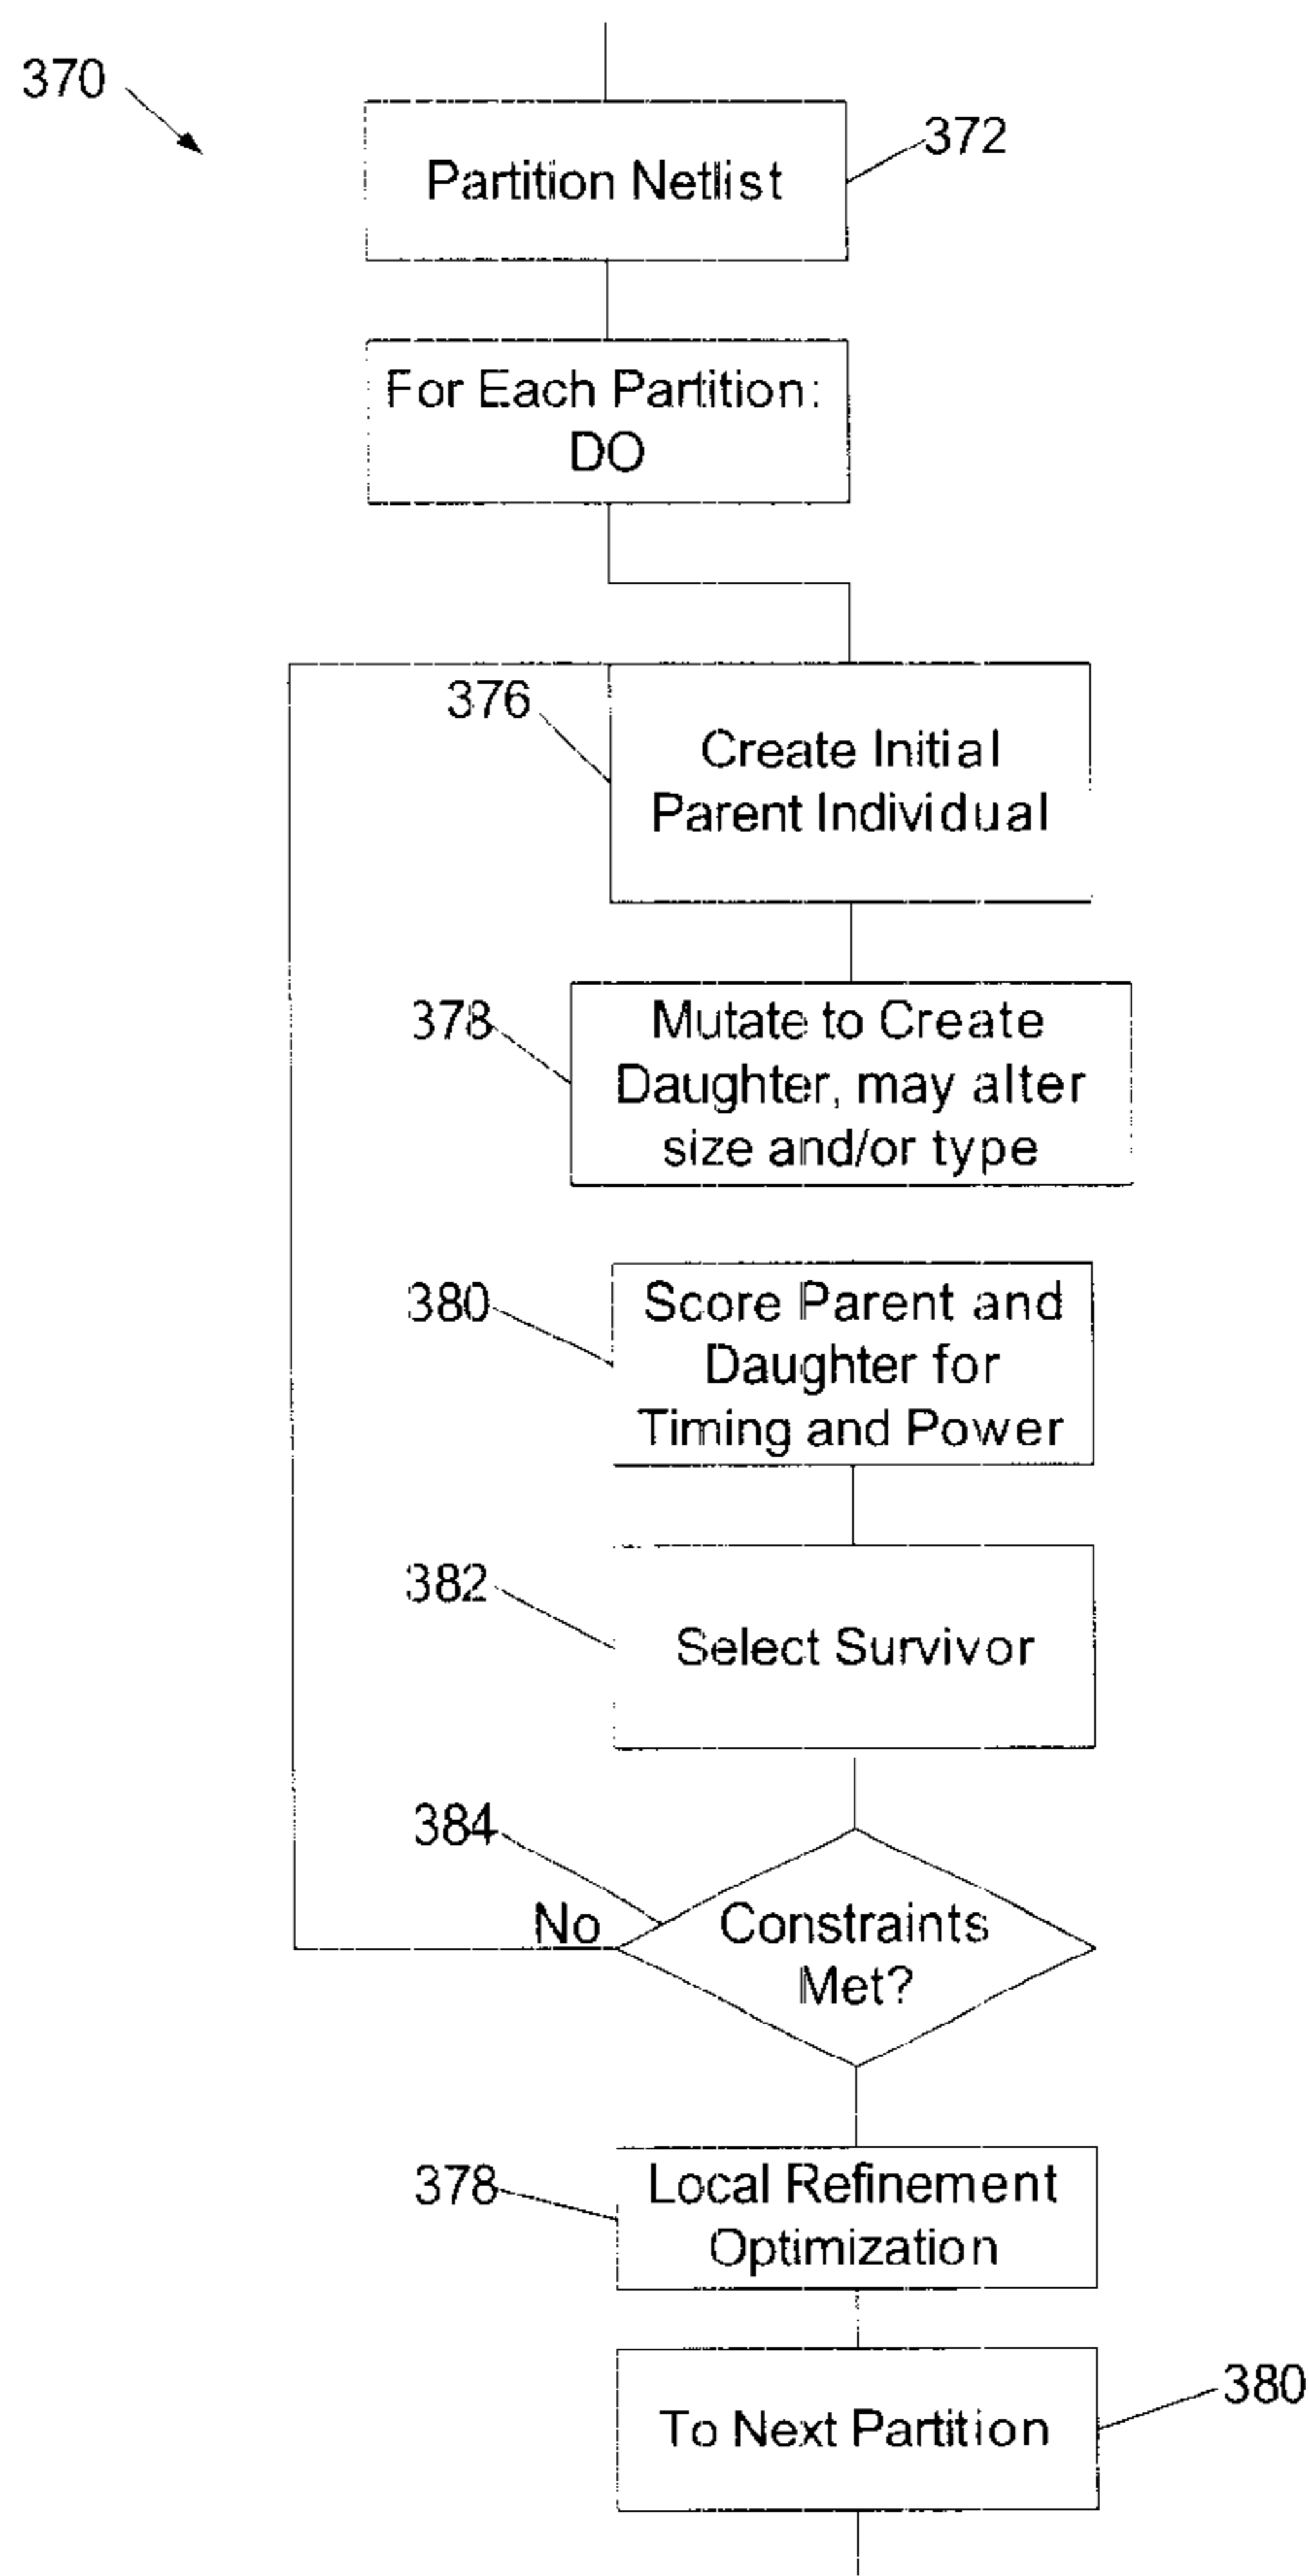 370
372
Partition Netlist
For Each Partition:
DO
376
Create Initial
Parent Individual
378
Mutate to Create
Daughter, may alter
size and/or type
380
Score Parent and
Daughter for
Timing and Power
382
Select Survivor
384
No
Constraints
Met?
378
Local Refinement
Optimization
380
To Next Partition